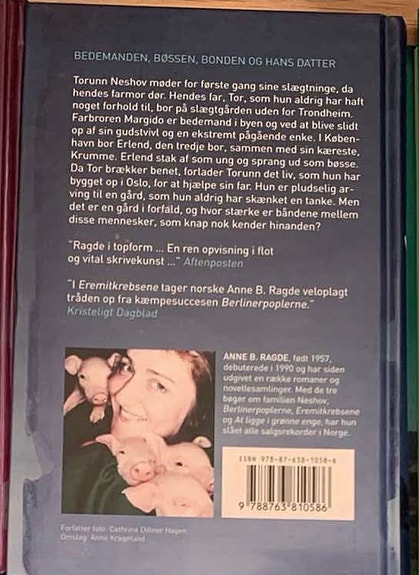 BEDEMANDEN, BØSSEN, BONDEN OG HANS DATTER
Torunn Neshov møder for første gang sine slægtninge, da
hendes farmor dør. Hendes far, Tor, som hun aldrig har haft
noget forhold til, bor på slægtgården uden for Trondheim.
Farbroren Margido er bedemand i byen og ved at blive slidt
op af sin gudstvivl og en ekstremt pågående enke. I Køben-
havn bor Erlend, den tredje bror, sammen med sin kæreste,
Krumme. Erlend stak af som ung og sprang ud som bøsse.
Da Tor brækker benet, forlader Torunn det liv, som hun har
bygget op i Oslo, for at hjælpe sin far. Hun er pludselig ar-
ving til en gård, som hun aldrig har skænket en tanke. Men
det er en gård i forfald, og hvor stærke er båndene mellem
disse mennesker, som knap nok kender hinanden?
"Ragde i topform ... En ren opvisning i flot
og vital skrivekunst ..." Aftenposten
"I Eremitkrebsene tager norske Anne B. Ragde veloplagt
tråden op fra kæmpesuccesen Berlinerpoplerne."
Kristeligt Dagblad
ANNE B. RAGDE, født 1957,
debuterede i 1990 og har siden
udgivet en række romaner og
novellesamlinger. Med de tre
bøger om familien Neshov,
Berlinerpoplerne, Eremitkrebsene
og At ligge i grønne enge, har hun
slået alle salgsrekorder i Norge.
ISBN 978-87-638-1058-6
9 788763 810586
Forfatter foto: Cathrine Dillner Hagen
Omslag: Anne Kragelund